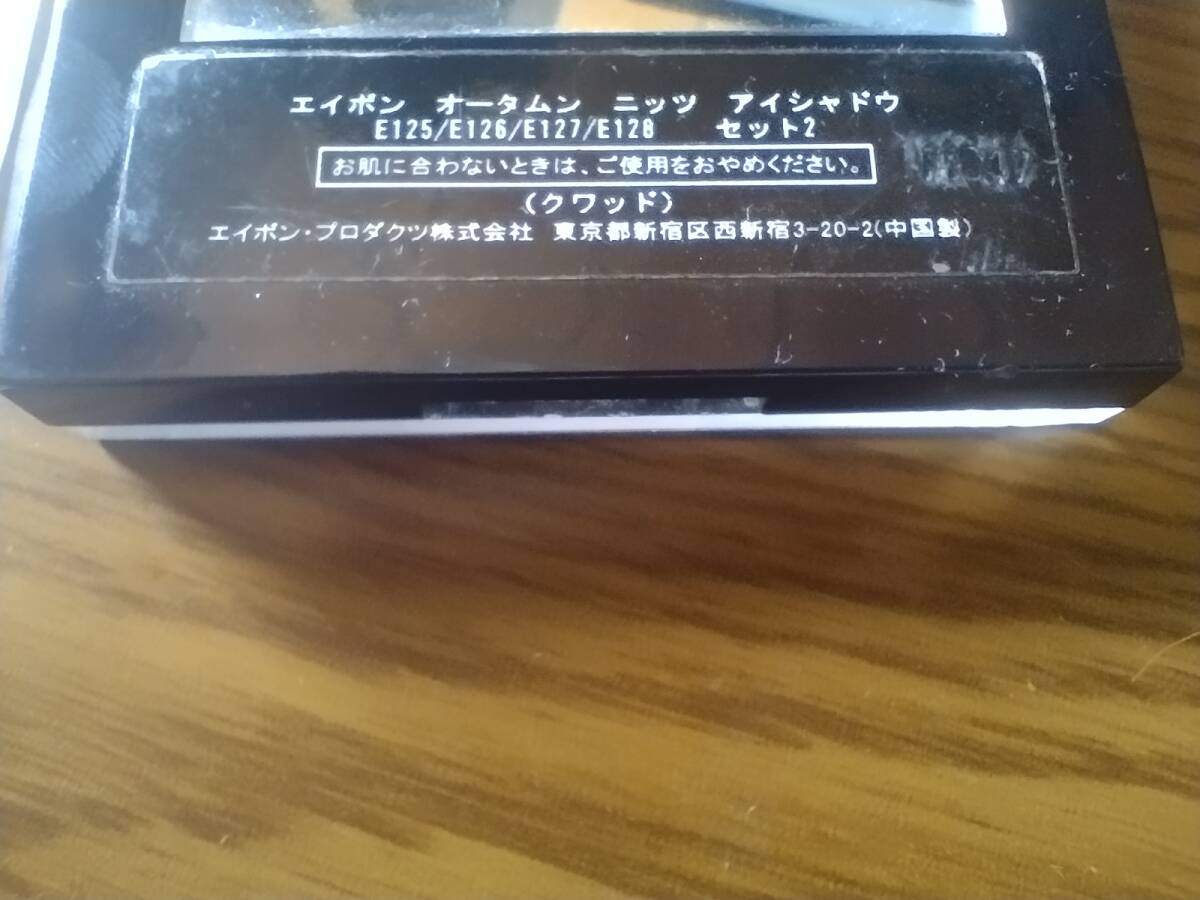 エイボン オータムン ニッツ アイシャドウ
E125/E126/E127/E128 セット2
お肌に合わないときは、ご使用をおやめください。
(クワッド)
エイボン・プロダクツ株式会社 東京都新宿区西新宿3-20-2(中国製)